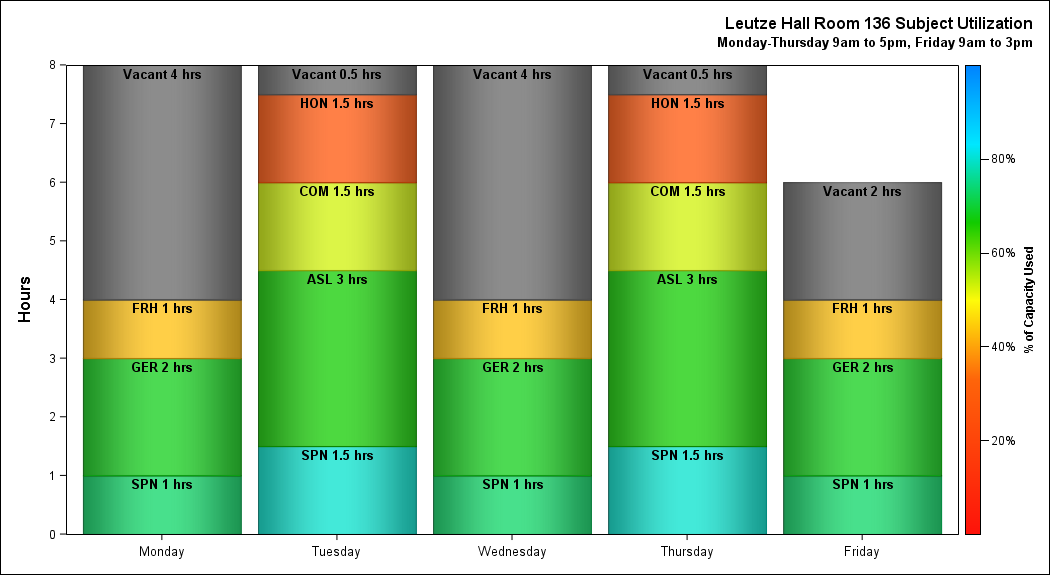 Leutze Hall Room 136 Subject Utilization
Monday-Thursday 9am to 5pm, Friday 9am to 3pm
Hours
8
7
6
5
4
3
2
1
0
Vacant 4 hrs
FRH 1 hrs
GER 2 hrs
SPN 1 hrs
Monday
Vacant 0.5 hrs
HON 1.5 hrs
COM 1.5 hrs
ASL 3 hrs
SPN 1.5 hrs
Tuesday
Vacant 4 hrs
FRH 1 hrs
GER 2 hrs
SPN 1 hrs
Wednesday
Vacant 0.5 hrs
HON 1.5 hrs
COM 1.5 hrs
ASL 3 hrs
SPN 1.5 hrs
Thursday
Vacant 2 hrs
FRH 1 hrs
GER 2 hrs
SPN 1 hrs
Friday
80%
60%
40%
20%
% of Capacity Used